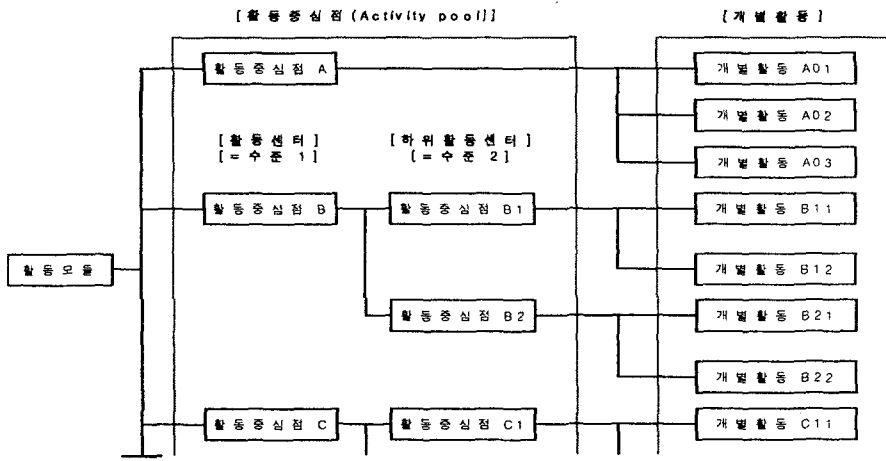 [활동중심점(Activity pool)]
[개별활동]
활동중심점 A
개별활동 A01
개별활동 A02
[활동센터]
[= 수준 1]
[하위활동센터]
[= 수준 2]
개별활동 A03
활동중심점 B
활동중심점 B1
개별활동 B11
활동모듈
개별활동 B12
활동중심점 B2
개별활동 B21
개별활동 B22
활동중심점 C
활동중심점 C1
개별활동 C11